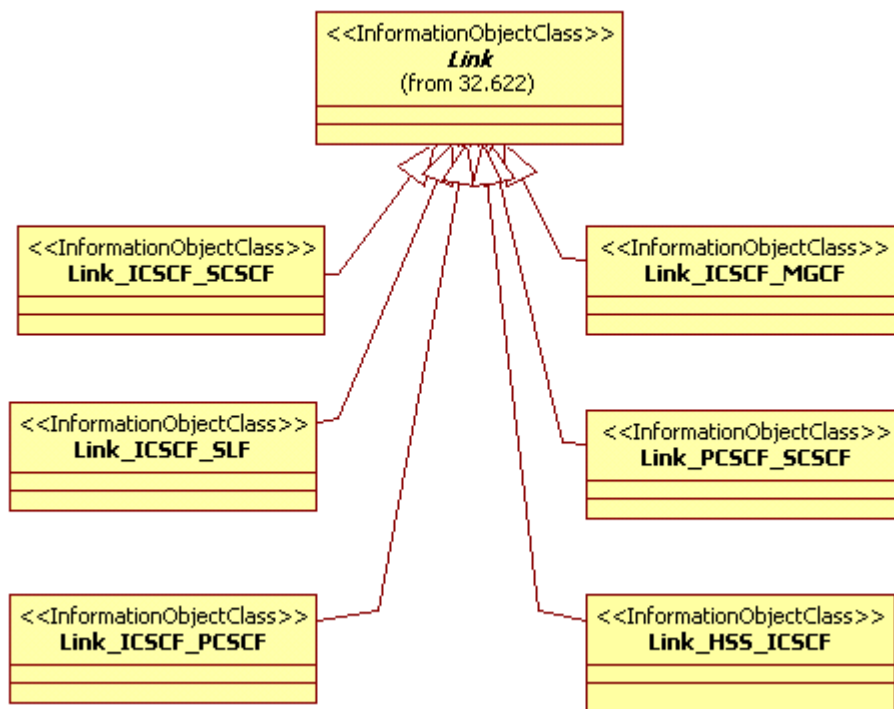 <<InformationObjectClass>>
Link
(from 32.622)
<<InformationObjectClass>>
Link_ICSCF_SCSCF
<<InformationObjectClass>>
Link_ICSCF_MGCF
<<InformationObjectClass>>
Link_ICSCF_SLF
<<InformationObjectClass>>
Link_PCSCF_SCSCF
<<InformationObjectClass>>
Link_ICSCF_PCSCF
<<InformationObjectClass>>
Link_HSS_ICSCF